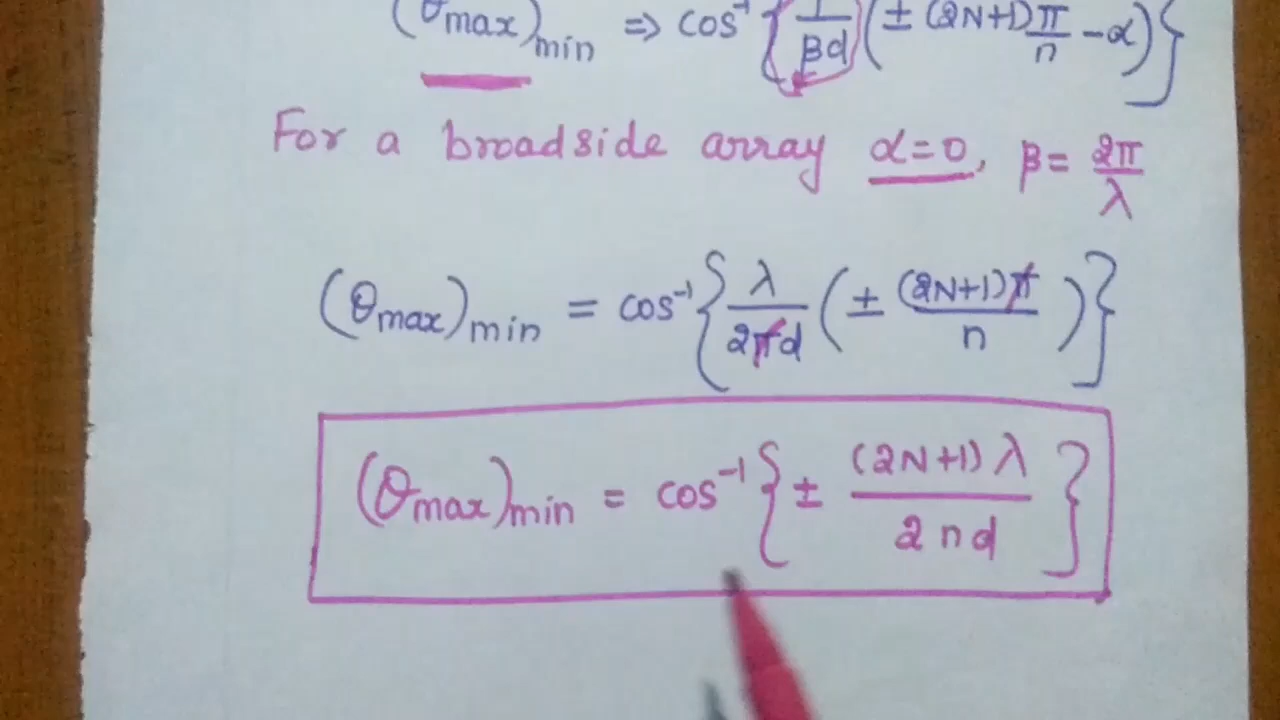 (θmax)min ⇒ cos⁻¹ { 1/βd (± (2N+1)π/n − α) }
For a broadside array α=0, β= 2π/λ
(θmax)min = cos⁻¹ { λ/2πd (± (2N+1)π/n ) }
(θmax)min = cos⁻¹ { ± (2N+1)λ/2nd }